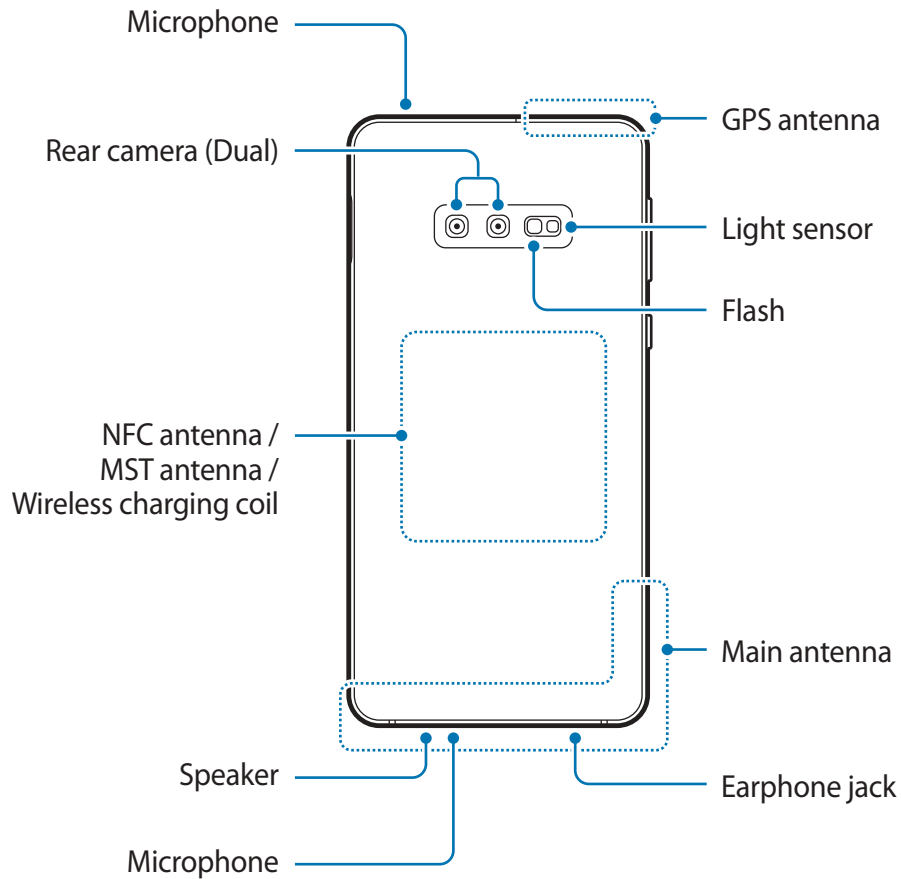 Microphone
GPS antenna
Rear camera (Dual)
Light sensor
Flash
NFC antenna /
MST antenna /
Wireless charging coil
Main antenna
Speaker
Earphone jack
Microphone